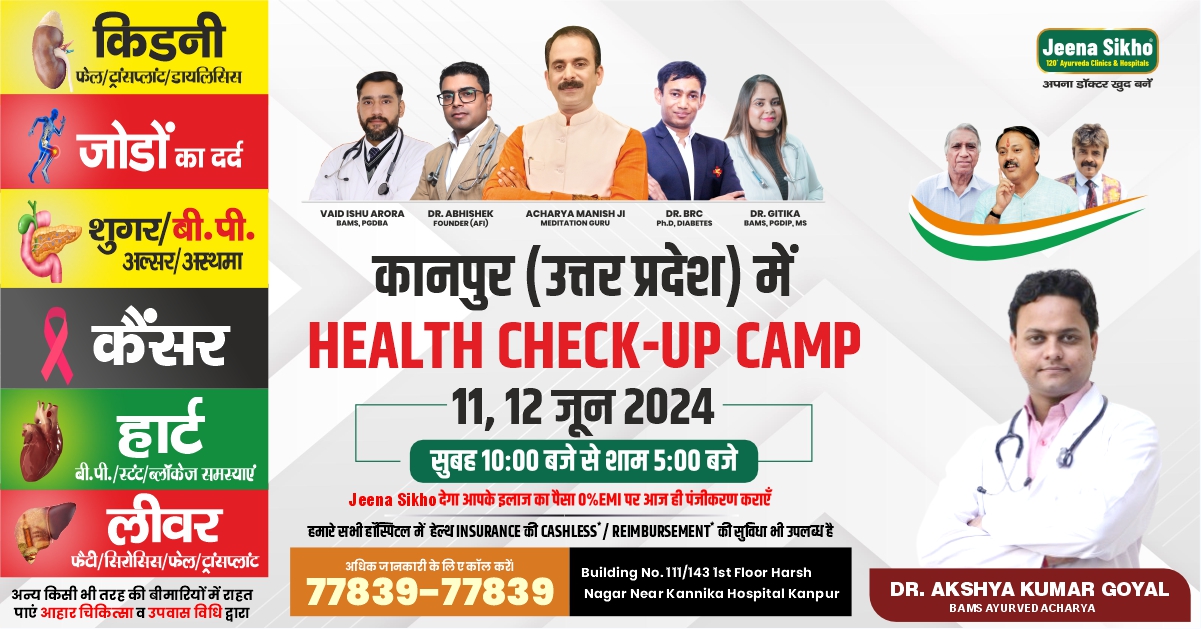 किडनी
फेल/ट्रांसप्लांट/डायलिसिस
जोडों का दर्द
शुगर/बी.पी.
अल्सर/अस्थमा
कैंसर
हार्ट
बी.पी./स्टंट/ब्लॉकेज समस्याएं
लीवर
फैटी/सिरोसिस/फेल/ट्रांसप्लांट
अन्य किसी भी तरह की बीमारियों में राहत
पाएं आहार चिकित्सा व उपवास विधि द्वारा
VAID ISHU ARORA
BAMS, PGDBA
DR. ABHISHEK
FOUNDER (AFI)
ACHARYA MANISH JI
MEDITATION GURU
DR. BRC
Ph.D, DIABETES
DR. GITIKA
BAMS, PGDIP, MS
कानपुर (उत्तर प्रदेश) में
HEALTH CHECK-UP CAMP
11, 12 जून 2024
सुबह 10:00 बजे से शाम 5:00 बजे
Jeena Sikho देगा आपके इलाज का पैसा 0%EMI पर आज ही पंजीकरण कराएँ
हमारे सभी हॉस्पिटल में हेल्थ INSURANCE की CASHLESS* / REIMBURSEMENT* की सुविधा भी उपलब्ध है
अधिक जानकारी के लिए कॉल करें।
77839-77839
Building No. 111/143 1st Floor Harsh
Nagar Near Kannika Hospital Kanpur
Jeena Sikho®
120+ Ayurveda Clinics & Hospitals
अपना डॉक्टर खुद बनें
DR. AKSHYA KUMAR GOYAL
BAMS AYURVEDACHARYA